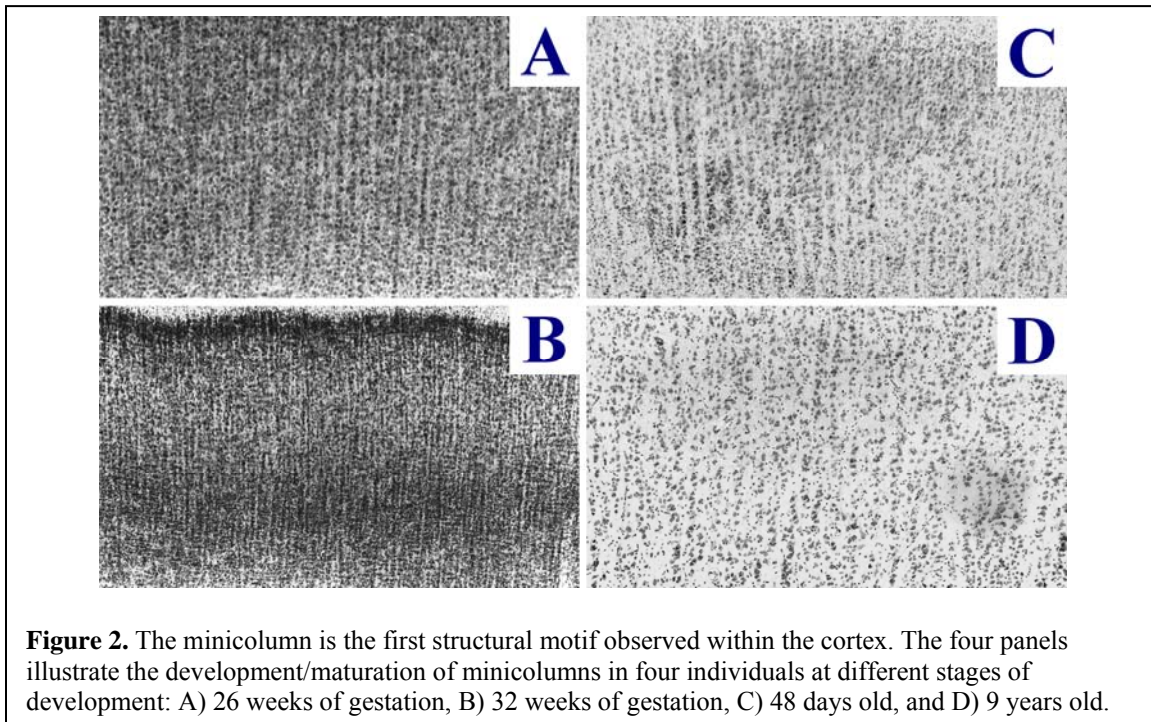 A
C
B
D
Figure 2. The minicolumn is the first structural motif observed within the cortex. The four panels
illustrate the development/maturation of minicolumns in four individuals at different stages of
development: A) 26 weeks of gestation, B) 32 weeks of gestation, C) 48 days old, and D) 9 years old.